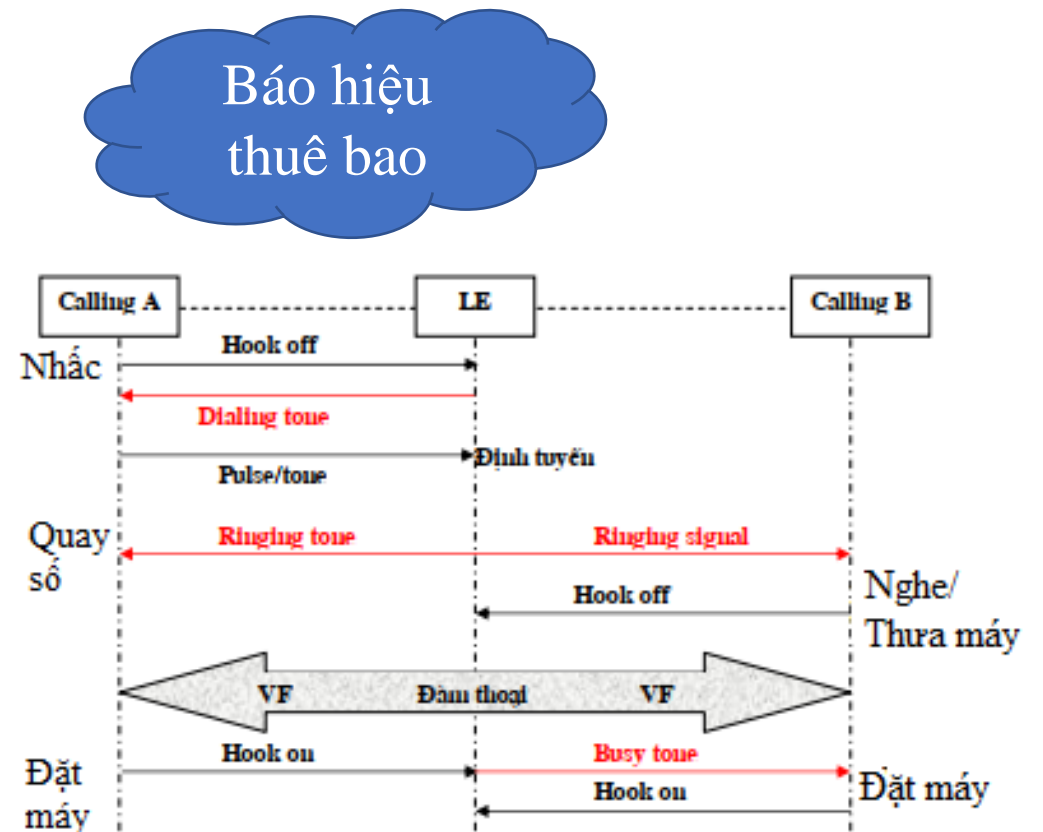 Báo hiệu
thuê bao
Calling A
LE
Calling B
Hook off
Nhấc
Dialing tone
Định tuyến
Pulse/tone
Quay
số
Ringing tone
Ringing signal
Hook off
Nghe/
Thưa máy
VF
Đàm thoại
VF
Hook on
Busy tone
Đặt
máy
Hook on
Đặt máy